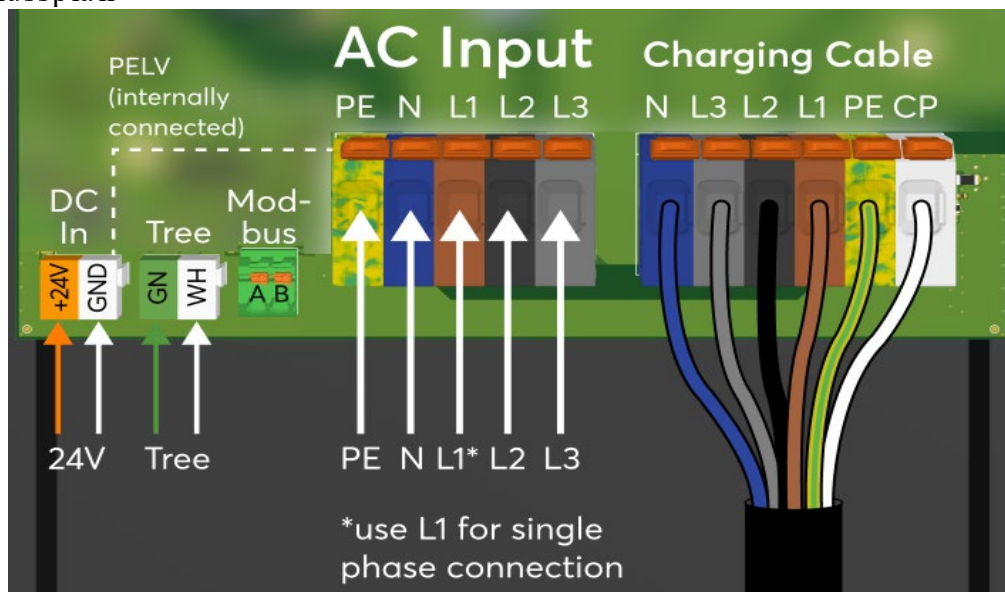 AC Input
Charging Cable
PELV
(internally
connected)
PE N L1 L2 L3
N L3 L2 L1 PE CP
DC
In
Tree
Mod-
bus
+24V
GND
GN
WH
A B
24V
Tree
PE N L1* L2 L3
*use L1 for single
phase connection